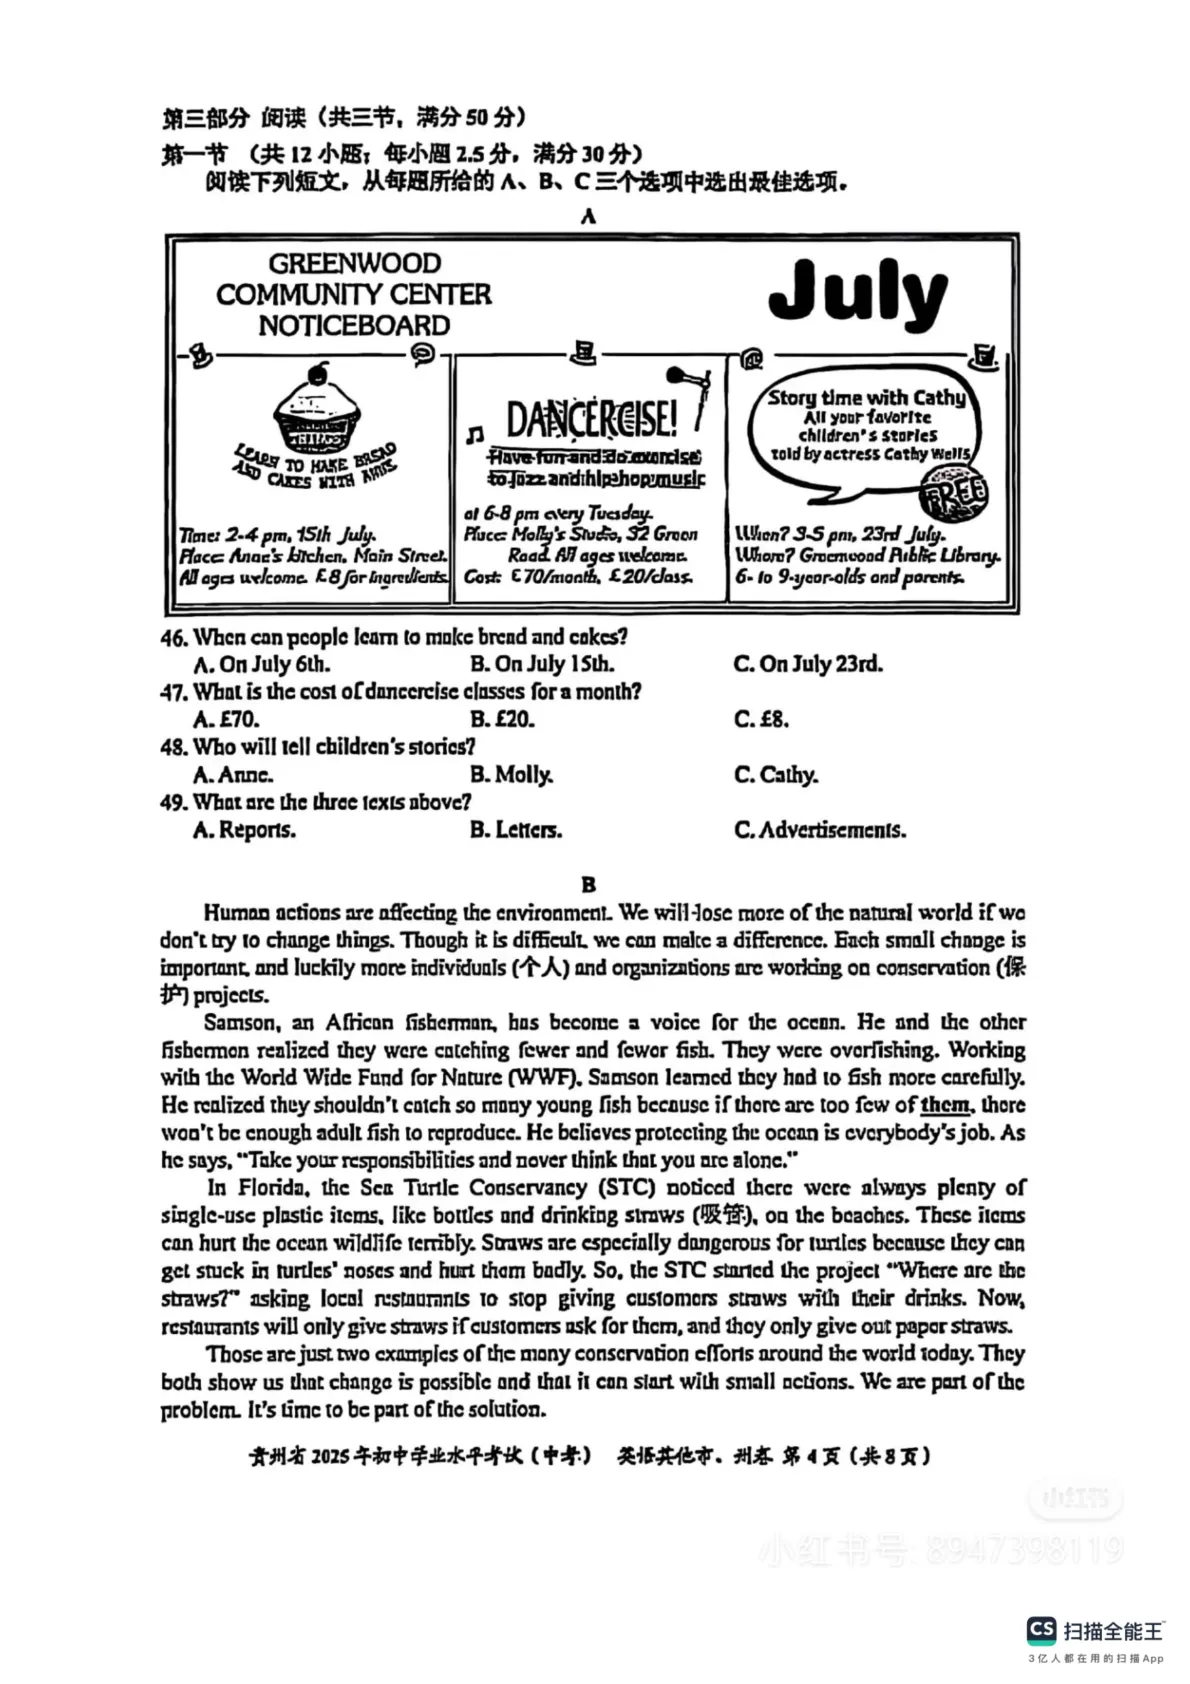 第三部分 阅读（共三节，满分 50 分）
第一节 （共 12 小题；每小题 2.5 分，满分 30 分）
阅读下列短文，从每题所给的 A、B、C 三个选项中选出最佳选项。
A
GREENWOOD
COMMUNITY CENTER
NOTICEBOARD
July
LEARN TO MAKE BREAD
AND CAKES WITH ANNE
Time: 2-4 pm, 15th July.
Place: Anne's kitchen, Main Street.
All ages welcome. £8 for ingredients.
DANCERCISE!
Have fun and do exercise
to jazz and hip hop music
at 6-8 pm every Tuesday.
Place: Molly's Studio, 32 Green
Road. All ages welcome.
Cost: £70/month, £20/class.
Story time with Cathy
All your favorite
children's stories
told by actress Cathy Wells
FREE
When? 3-5 pm, 23rd July.
Where? Greenwood Public Library.
6- to 9-year-olds and parents.
46. When can people learn to make bread and cakes?
A. On July 6th. B. On July 15th. C. On July 23rd.
47. What is the cost of dancercise classes for a month?
A. £70. B. £20. C. £8.
48. Who will tell children's stories?
A. Anne. B. Molly. C. Cathy.
49. What are the three texts above?
A. Reports. B. Letters. C. Advertisements.
B
Human actions are affecting the environment. We will lose more of the natural world if we
don't try to change things. Though it is difficult, we can make a difference. Each small change is
important, and luckily more individuals (个人) and organizations are working on conservation (保
护) projects.
Samson, an African fisherman, has become a voice for the ocean. He and the other
fishermen realized they were catching fewer and fewer fish. They were overfishing. Working
with the World Wide Fund for Nature (WWF), Samson learned they had to fish more carefully.
He realized they shouldn't catch so many young fish because if there are too few of them, there
won't be enough adult fish to reproduce. He believes protecting the ocean is everybody's job. As
he says, "Take your responsibilities and never think that you are alone."
In Florida, the Sea Turtle Conservancy (STC) noticed there were always plenty of
single-use plastic items, like bottles and drinking straws (吸管), on the beaches. These items
can hurt the ocean wildlife terribly. Straws are especially dangerous for turtles because they can
get stuck in turtles' noses and hurt them badly. So, the STC started the project "Where are the
straws?" asking local restaurants to stop giving customers straws with their drinks. Now,
restaurants will only give straws if customers ask for them, and they only give out paper straws.
Those are just two examples of the many conservation efforts around the world today. They
both show us that change is possible and that it can start with small actions. We are part of the
problem. It's time to be part of the solution.
贵州省 2025 年初中学业水平考试（中考） 英语其他市、州卷 第 4 页（共 8 页）
小红书
小红书号: 8947398119
CS 扫描全能王
3亿人都在用的扫描App